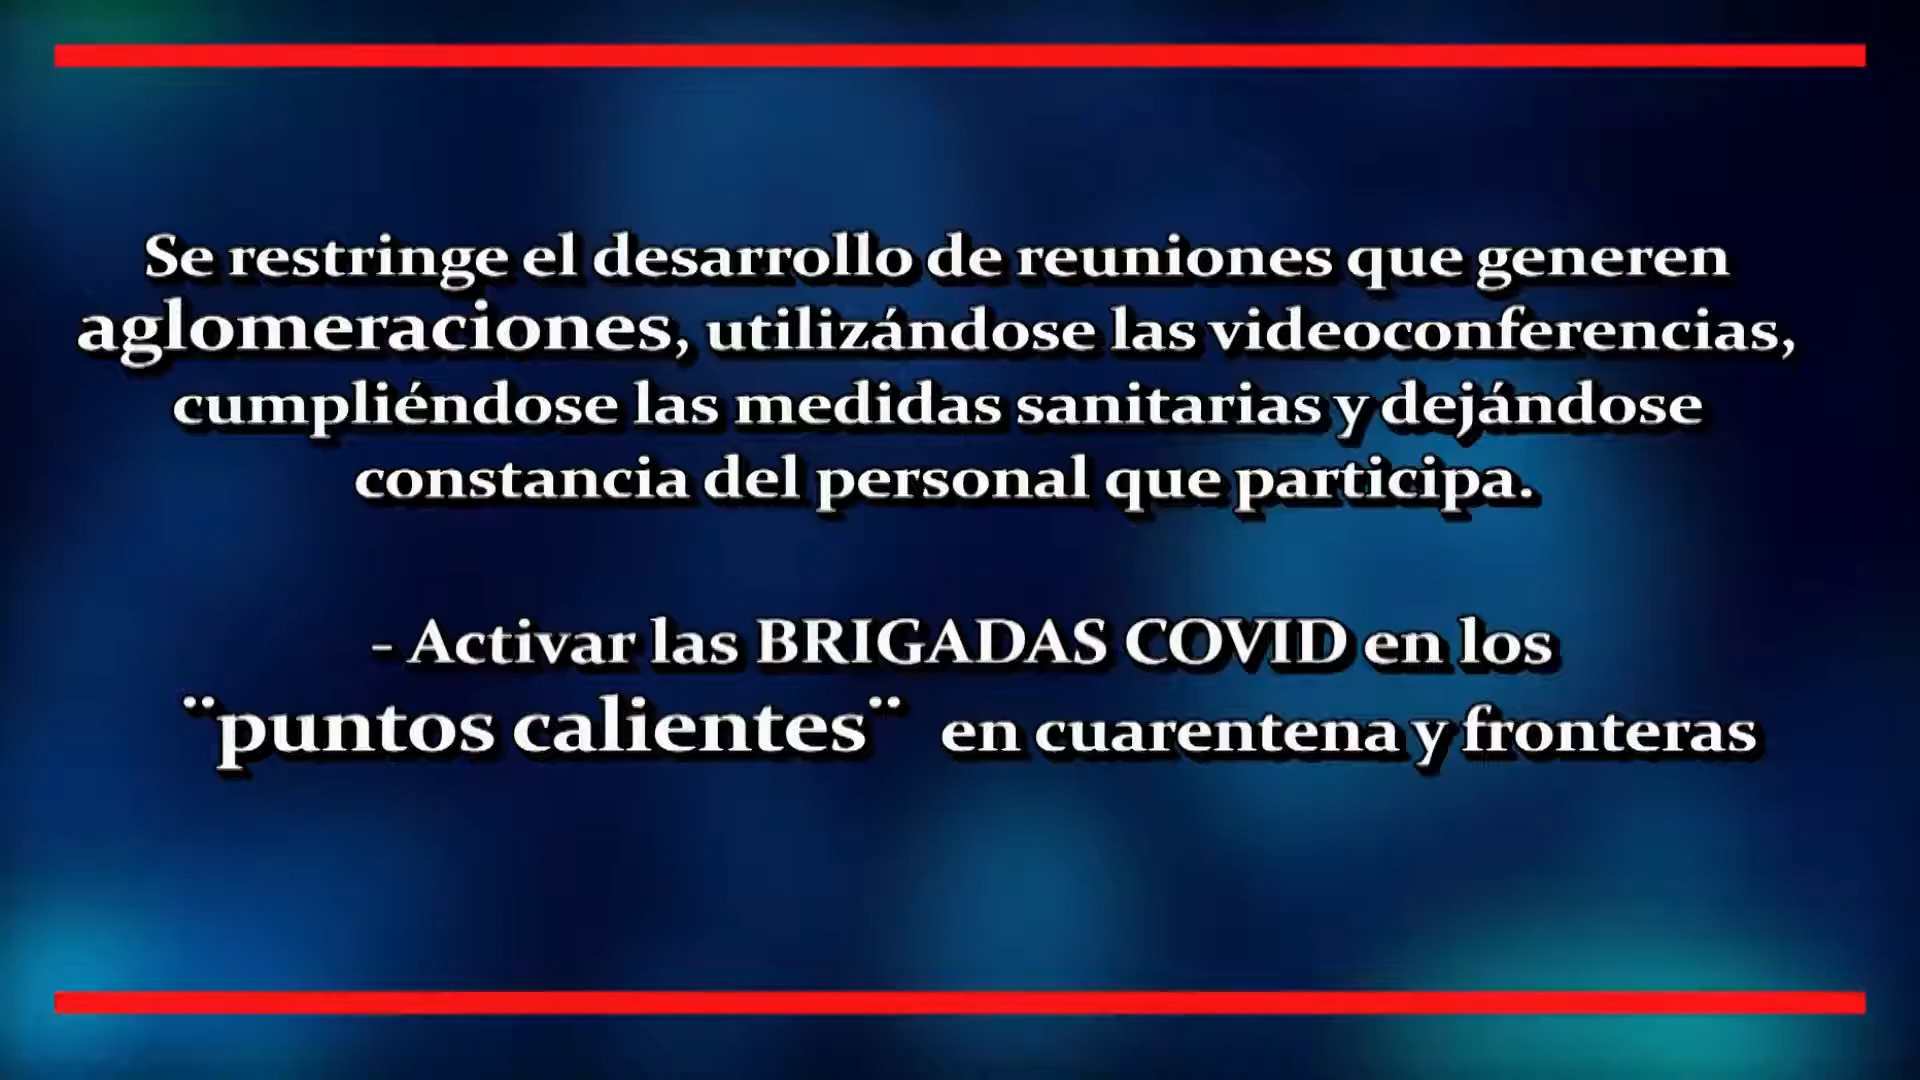 Se restringe el desarrollo de reuniones que generen
aglomeraciones, utilizándose las videoconferencias,
cumpliéndose las medidas sanitarias y dejándose
constancia del personal que participa.
- Activar las BRIGADAS COVID en los
¨puntos calientes¨ en cuarentena y fronteras